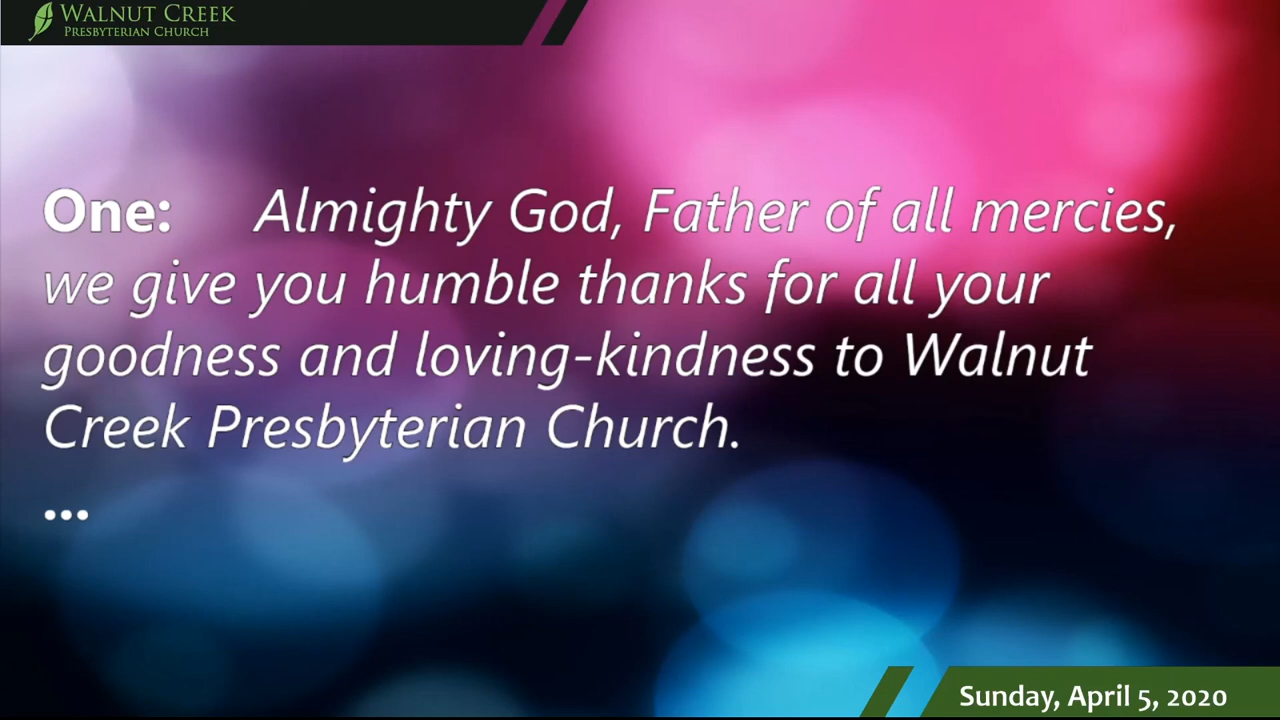 WALNUT CREEK
PRESBYTERIAN CHURCH
One: Almighty God, Father of all mercies,
we give you humble thanks for all your
goodness and loving-kindness to Walnut
Creek Presbyterian Church.
...
Sunday, April 5, 2020